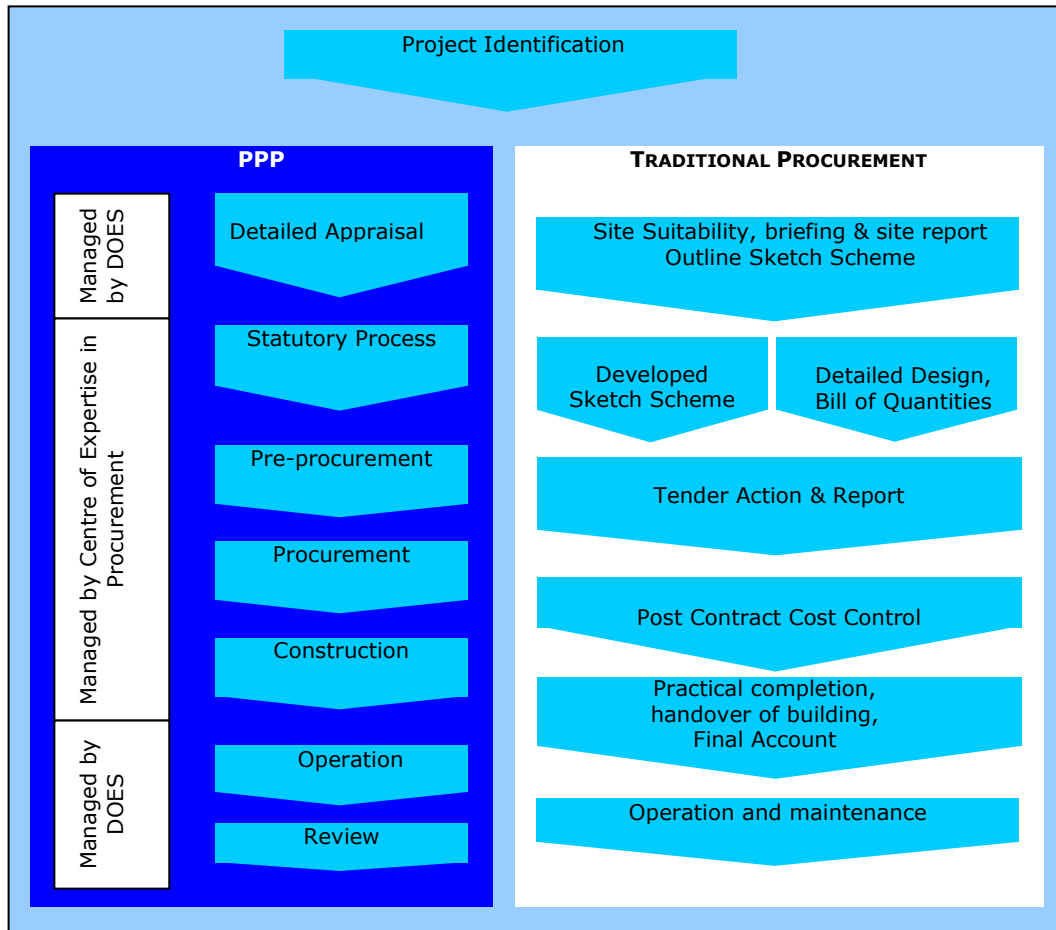 Project Identification
PPP
Managed
by DOES
Managed by Centre of Expertise in
Procurement
Managed by
DOES
Detailed Appraisal
Statutory Process
Pre-procurement
Procurement
Construction
Operation
Review
TRADITIONAL PROCUREMENT
Site Suitability, briefing & site report
Outline Sketch Scheme
Developed
Sketch Scheme
Detailed Design,
Bill of Quantities
Tender Action & Report
Post Contract Cost Control
Practical completion,
handover of building,
Final Account
Operation and maintenance